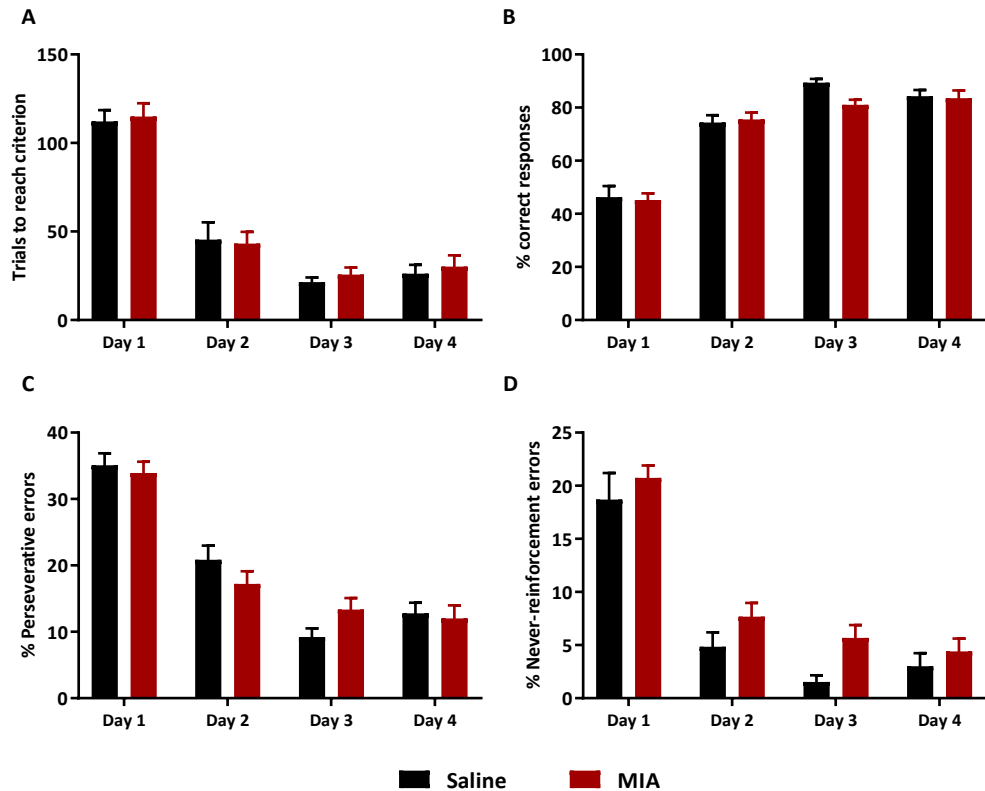 A
Trials to reach criterion
150
100
50
0
Day 1 Day 2 Day 3 Day 4
B
% correct responses
100
80
60
40
20
0
Day 1 Day 2 Day 3 Day 4
C
% Perseverative errors
40
30
20
10
0
Day 1 Day 2 Day 3 Day 4
D
% Never-reinforcement errors
25
20
15
10
5
0
Day 1 Day 2 Day 3 Day 4
Saline MIA